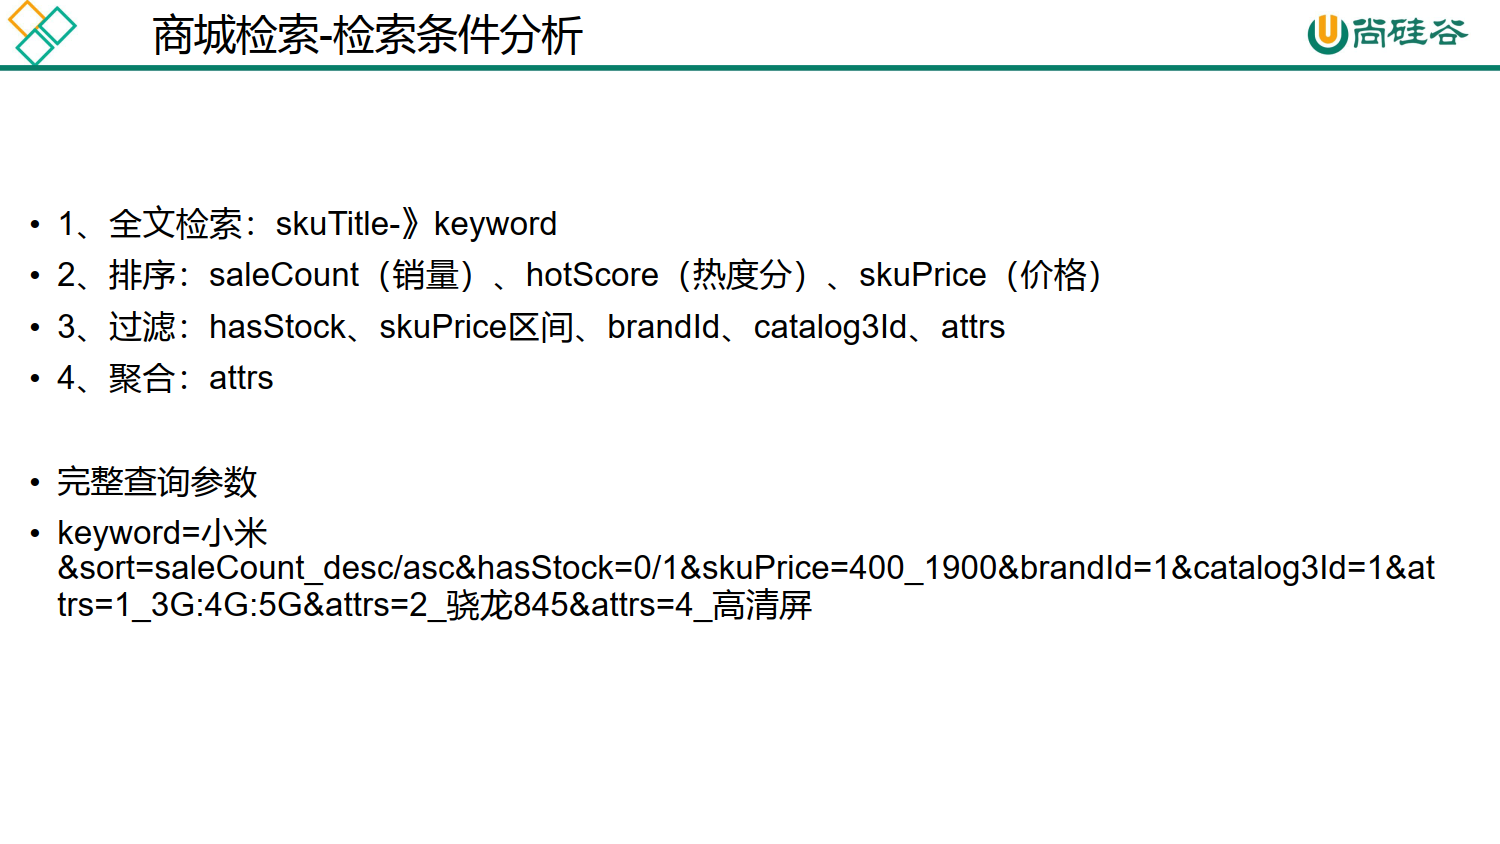 商城检索-检索条件分析
尚硅谷
• 1、全文检索：skuTitle-》keyword
• 2、排序：saleCount（销量）、hotScore（热度分）、skuPrice（价格）
• 3、过滤：hasStock、skuPrice区间、brandId、catalog3Id、attrs
• 4、聚合：attrs
• 完整查询参数
• keyword=小米
&sort=saleCount_desc/asc&hasStock=0/1&skuPrice=400_1900&brandId=1&catalog3Id=1&at
trs=1_3G:4G:5G&attrs=2_骁龙845&attrs=4_高清屏